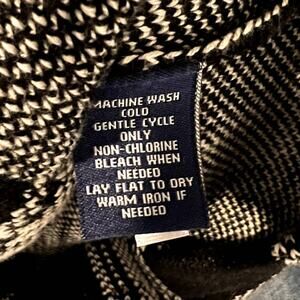 MACHINE WASH
COLD
GENTLE CYCLE
ONLY
NON-CHLORINE
BLEACH WHEN
NEEDED
LAY FLAT TO DRY
WARM IRON IF
NEEDED